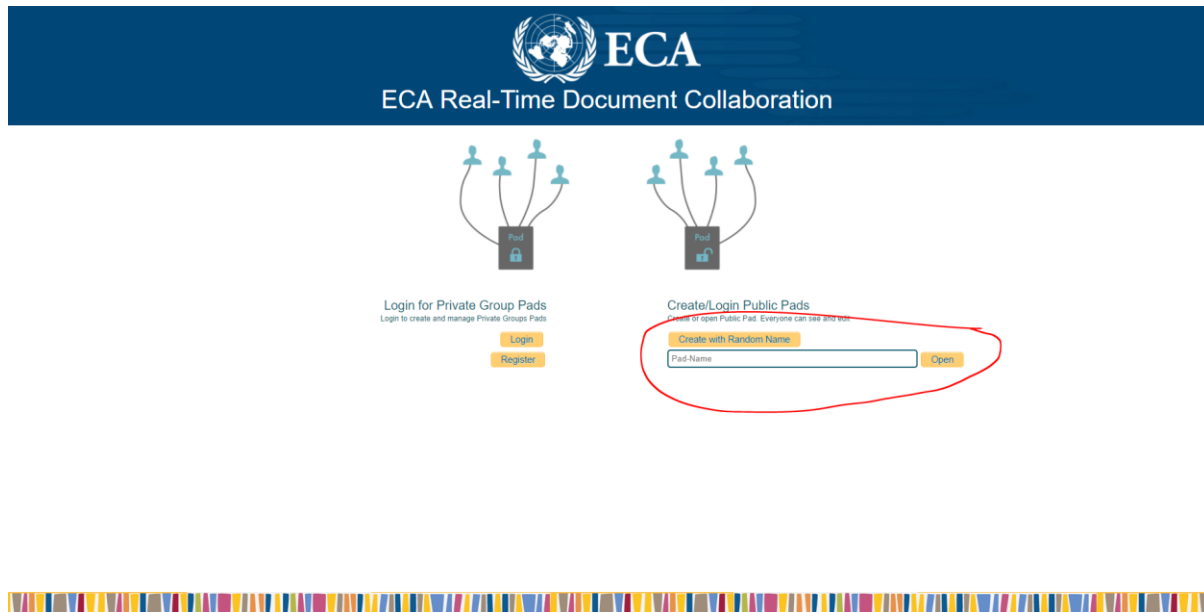 ECA
ECA Real-Time Document Collaboration
Pad
Pad
Login for Private Group Pads
Login to create and manage Private Groups Pads
Login
Register
Create/Login Public Pads
Create or open Public Pad. Everyone can see and edit
Create with Random Name
Pad-Name
Open